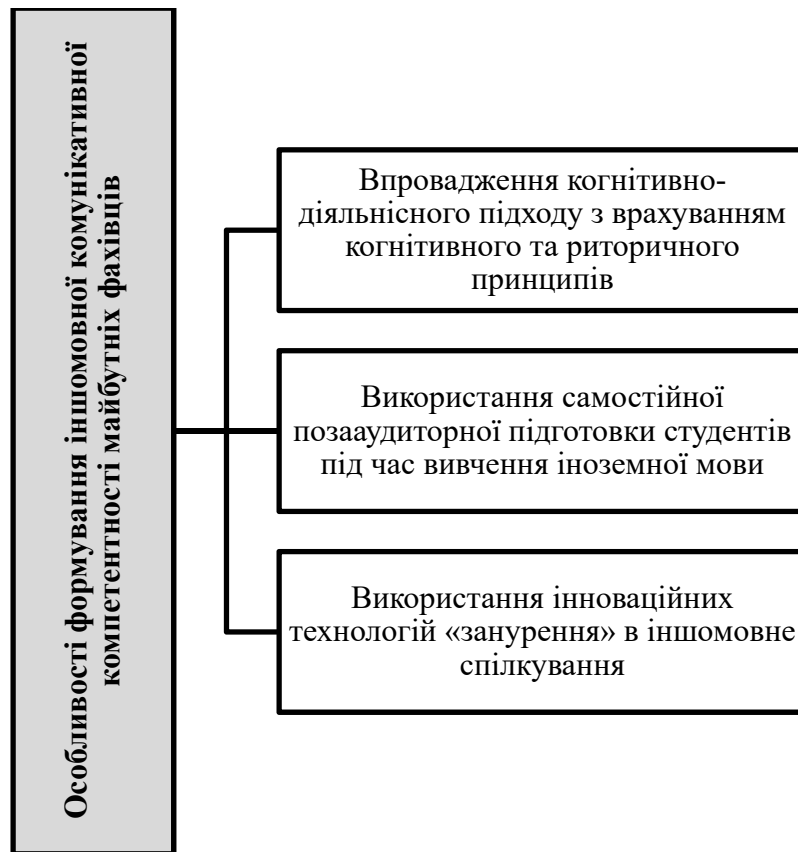 Особливості формування іншомовної комунікативної
компетентності майбутніх фахівців
Впровадження когнітивно-
діяльнісного підходу з врахуванням
когнітивного та риторичного
принципів
Використання самостійної
позааудиторної підготовки студентів
під час вивчення іноземної мови
Використання інноваційних
технологій «занурення» в іншомовне
спілкування